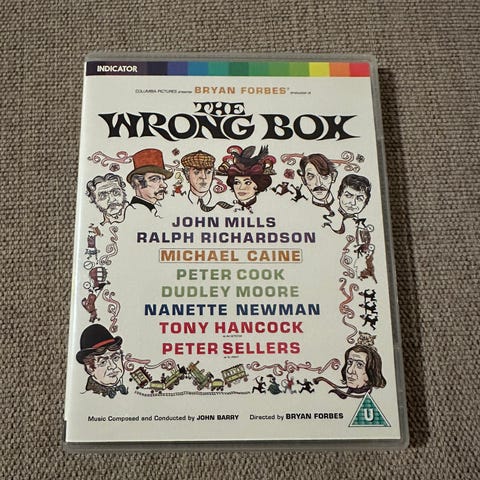 INDICATOR
COLUMBIA PICTURES presents BRYAN FORBES' production of
THE
WRONG BOX
JOHN MILLS
RALPH RICHARDSON
MICHAEL CAINE
PETER COOK
DUDLEY MOORE
NANETTE NEWMAN
TONY HANCOCK
PETER SELLERS
Music Composed and Conducted by JOHN BARRY
Directed by BRYAN FORBES
U